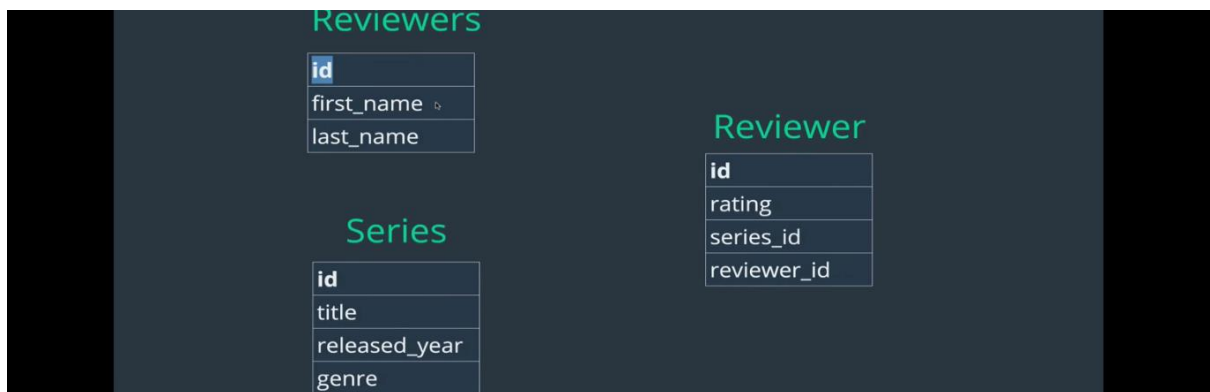 Reviewers
id
first_name
last_name
Series
id
title
released_year
genre
Reviewer
id
rating
series_id
reviewer_id